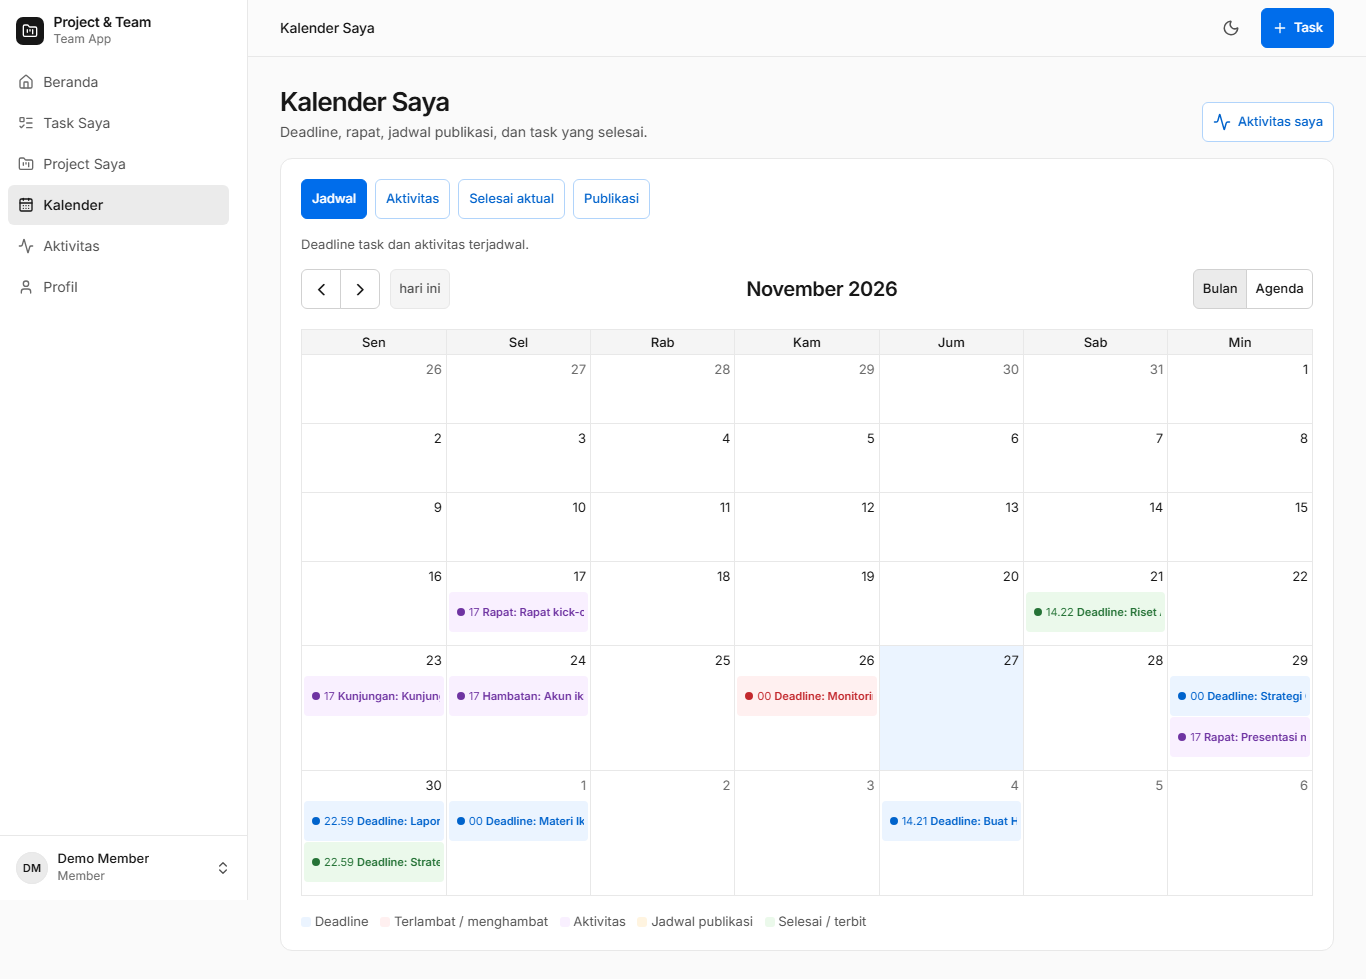 Project & Team
Team App
Beranda
Task Saya
Project Saya
Kalender
Aktivitas
Profil
Demo Member
Member
DM
Kalender Saya
+ Task
Kalender Saya
Deadline, rapat, jadwal publikasi, dan task yang selesai.
Aktivitas saya
Jadwal Aktivitas Selesai aktual Publikasi
Deadline task dan aktivitas terjadwal.
hari ini
November 2026
Bulan Agenda
Sen Sel Rab Kam Jum Sab Min
26 27 28 29 30 31 1
2 3 4 5 6 7 8
9 10 11 12 13 14 15
16 17 18 19 20 21 22
17 Rapat: Rapat kick-
14.22 Deadline: Riset
23 24 25 26 27 28 29
17 Kunjungan: Kunjun
17 Hambatan: Akun ik
00 Deadline: Monitori
00 Deadline: Strategi
17 Rapat: Presentasi
30 1 2 3 4 5 6
22.59 Deadline: Lapor
00 Deadline: Materi Ik
14.21 Deadline: Buat H
22.59 Deadline: Strate
Deadline Terlambat / menghambat Aktivitas Jadwal publikasi Selesai / terbit